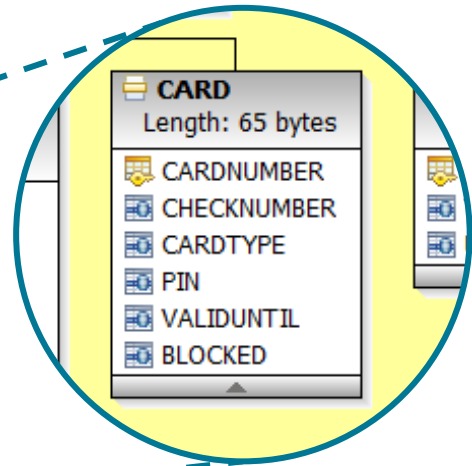 CARD
Length: 65 bytes
CARDNUMBER
CHECKNUMBER
CARDTYPE
PIN
VALIDUNTIL
BLOCKED